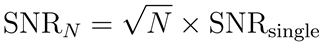 SNR_N = √N × SNR_single